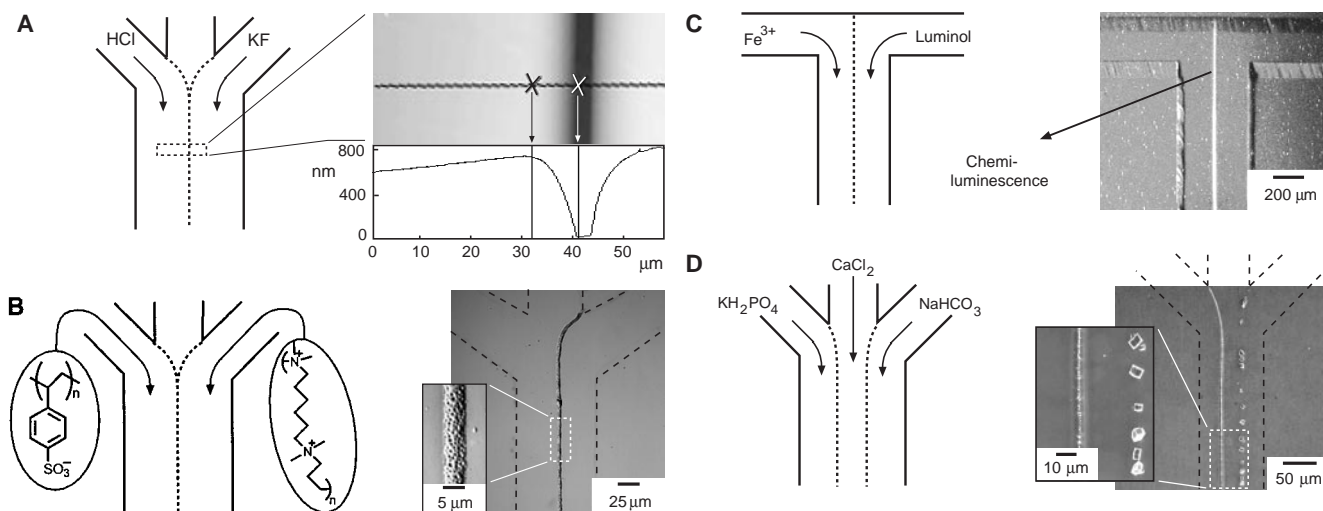 A
HCl
KF
800
nm
400
0
0
10
20
30
40
50
µm
B
( )n
SO₃⁻
(N⁺
N⁺
)n
5 µm
25 µm
C
Fe³⁺
Luminol
Chemi-
luminescence
200 µm
D
KH₂PO₄
CaCl₂
NaHCO₃
10 µm
50 µm